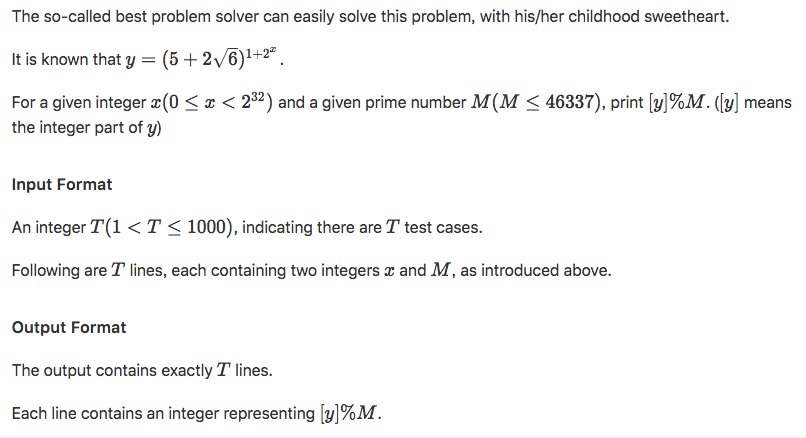 The so-called best problem solver can easily solve this problem, with his/her childhood sweetheart.
It is known that y = (5 + 2√6)^{1+2^x}.
For a given integer x(0 ≤ x < 2^{32}) and a given prime number M(M ≤ 46337), print [y]%M. ([y] means
the integer part of y)
Input Format
An integer T(1 < T ≤ 1000), indicating there are T test cases.
Following are T lines, each containing two integers x and M, as introduced above.
Output Format
The output contains exactly T lines.
Each line contains an integer representing [y]%M.